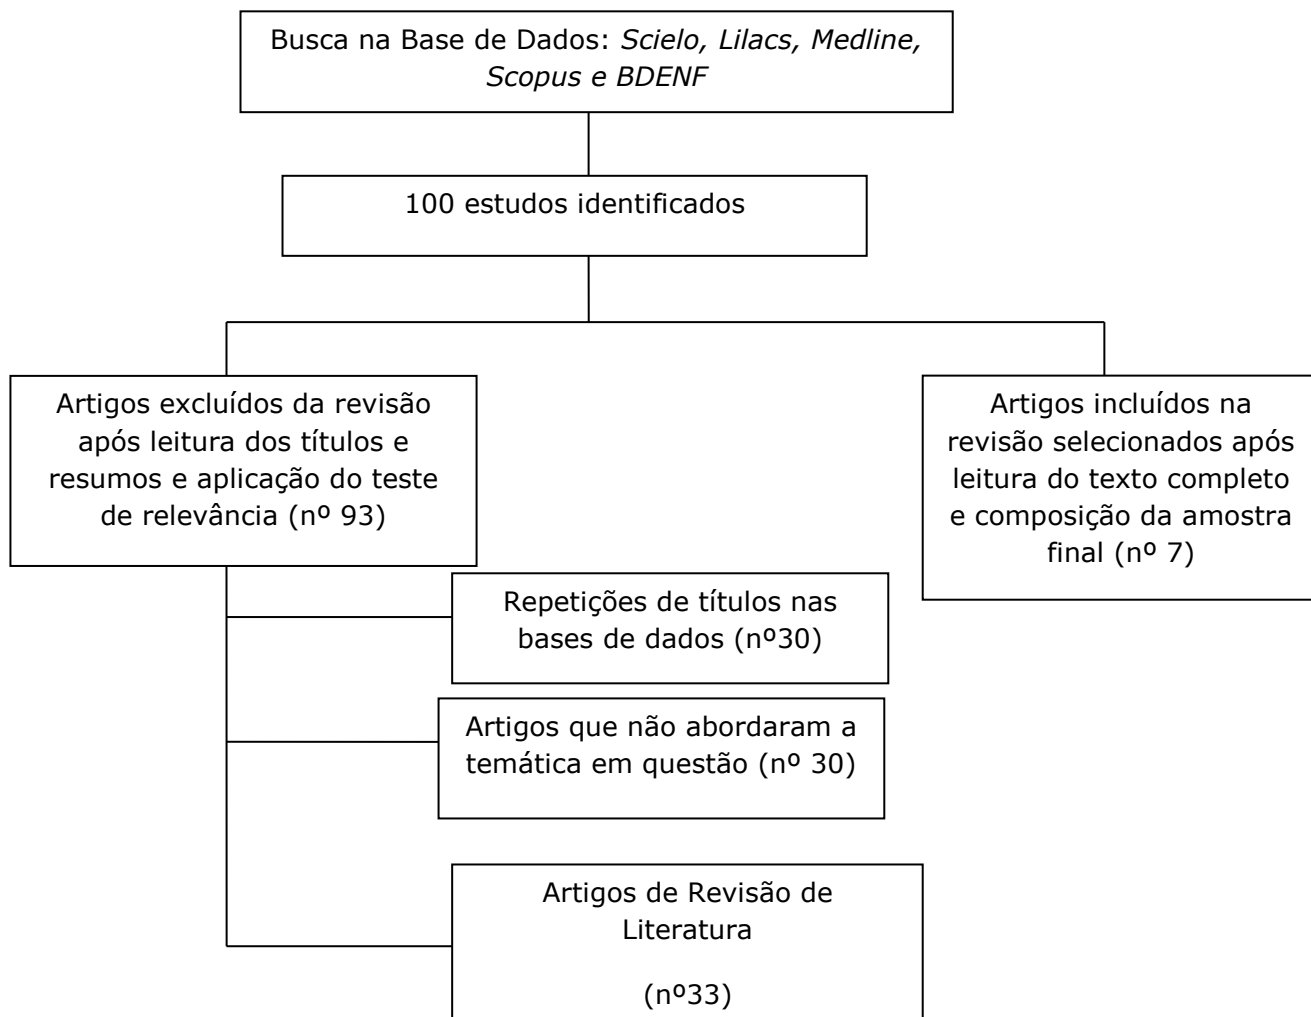 Busca na Base de Dados: Scielo, Lilacs, Medline,
Scopus e BDENF
100 estudos identificados
Artigos excluídos da revisão
após leitura dos títulos e
resumos e aplicação do teste
de relevância (nº 93)
Artigos incluídos na
revisão selecionados após
leitura do texto completo
e composição da amostra
final (nº 7)
Repetições de títulos nas
bases de dados (nº30)
Artigos que não abordaram a
temática em questão (nº 30)
Artigos de Revisão de
Literatura
(nº33)